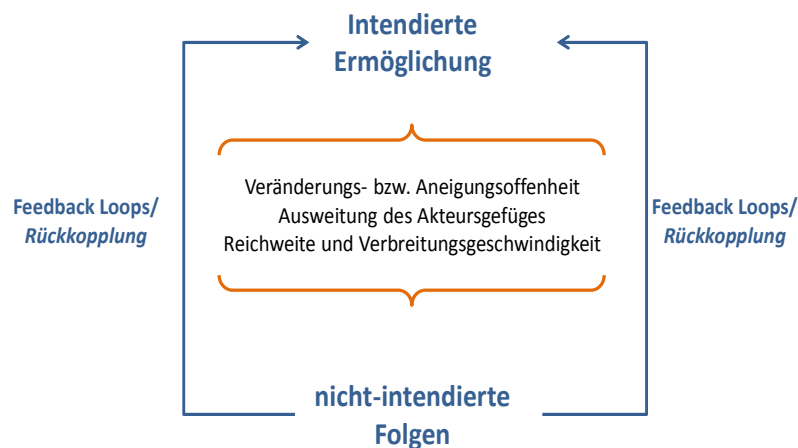 Intendierte
Ermöglichung
Veränderungs- bzw. Aneigungsoffenheit
Ausweitung des Akteursgefüges
Reichweite und Verbreitungsgeschwindigkeit
Feedback Loops/
Rückkopplung
Feedback Loops/
Rückkopplung
nicht-intendierte
Folgen